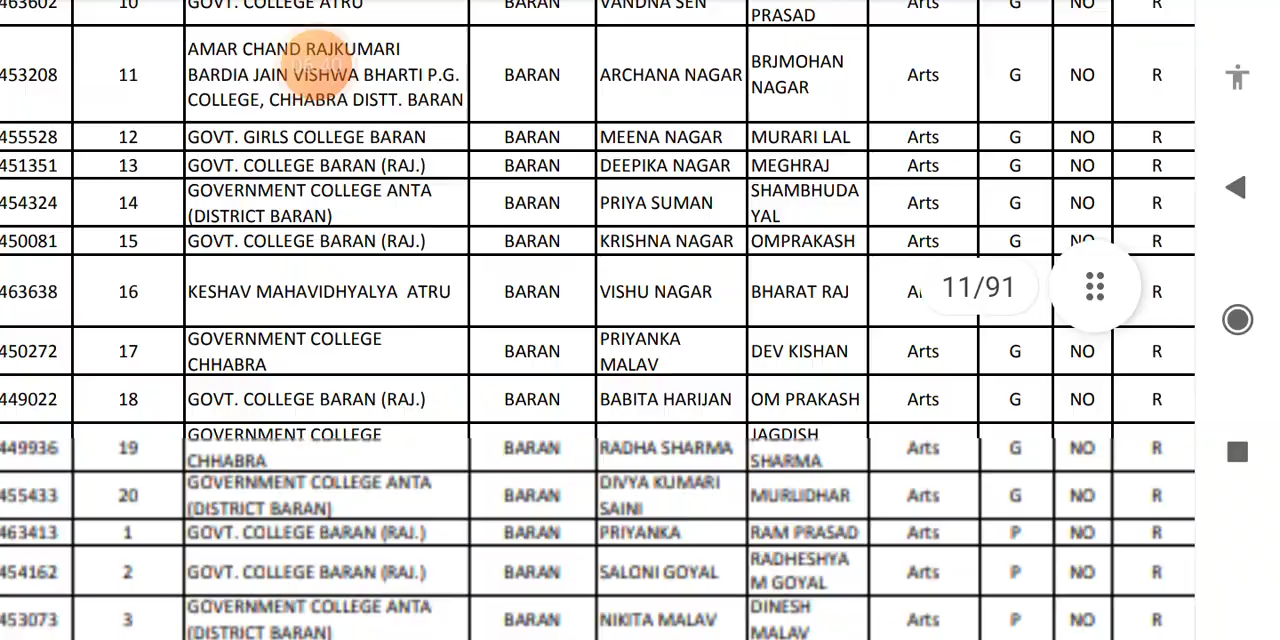 463602 10 GOVT. COLLEGE ATRU BARAN VANDNA SEN PRASAD Arts G NO R
453208 11 AMAR CHAND RAJKUMARI BARDIA JAIN VISHWA BHARTI P.G. COLLEGE, CHHABRA DISTT. BARAN BARAN ARCHANA NAGAR BRJMOHAN NAGAR Arts G NO R
06:40
455528 12 GOVT. GIRLS COLLEGE BARAN BARAN MEENA NAGAR MURARI LAL Arts G NO R
451351 13 GOVT. COLLEGE BARAN (RAJ.) BARAN DEEPIKA NAGAR MEGHRAJ Arts G NO R
454324 14 GOVERNMENT COLLEGE ANTA (DISTRICT BARAN) BARAN PRIYA SUMAN SHAMBHUDA YAL Arts G NO R
450081 15 GOVT. COLLEGE BARAN (RAJ.) BARAN KRISHNA NAGAR OMPRAKASH Arts G NO R
463638 16 KESHAV MAHAVIDHYALYA ATRU BARAN VISHU NAGAR BHARAT RAJ R
11/91
450272 17 GOVERNMENT COLLEGE CHHABRA BARAN PRIYANKA MALAV DEV KISHAN Arts G NO R
449022 18 GOVT. COLLEGE BARAN (RAJ.) BARAN BABITA HARIJAN OM PRAKASH Arts G NO R
449936 19 GOVERNMENT COLLEGE CHHABRA BARAN RADHA SHARMA JAGDISH SHARMA Arts G NO R
455433 20 GOVERNMENT COLLEGE ANTA (DISTRICT BARAN) BARAN DIVYA KUMARI SAINI MURLIDHAR Arts G NO R
463413 1 GOVT. COLLEGE BARAN (RAJ.) BARAN PRIYANKA RAM PRASAD Arts P NO R
454162 2 GOVT. COLLEGE BARAN (RAJ.) BARAN SALONI GOYAL RADHESHYA M GOYAL Arts P NO R
453073 3 GOVERNMENT COLLEGE ANTA (DISTRICT BARAN) BARAN NIKITA MALAV DINESH MALAV Arts P NO R